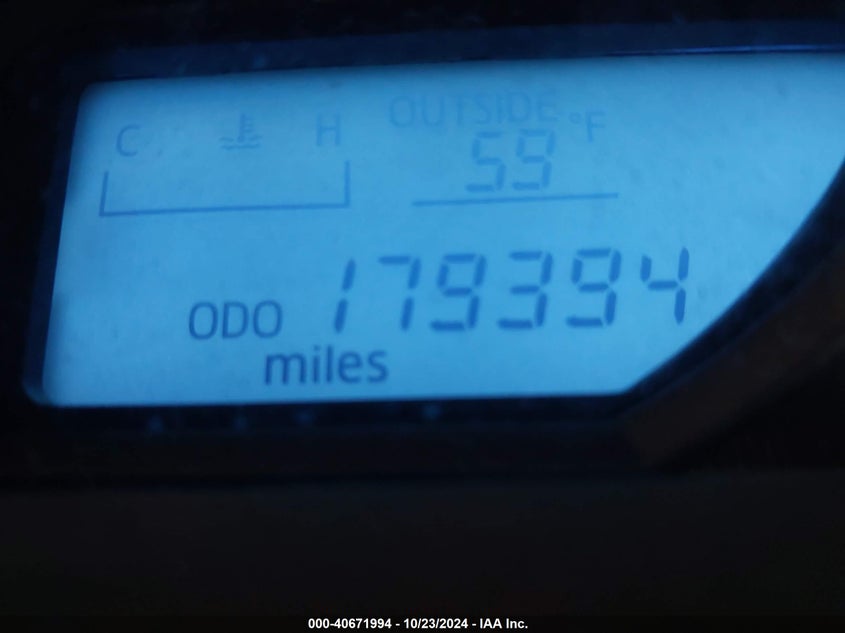 OUTSIDE
C H °F
59
ODO 179394
miles
000-40671994 - 10/23/2024 - IAA Inc.